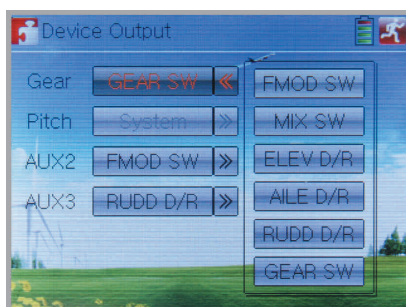 Device Output
Gear GEAR SW « FMOD SW
Pitch System » MIX SW
AUX2 FMOD SW » ELEV D/R
AUX3 RUDD D/R » AILE D/R
RUDD D/R
GEAR SW